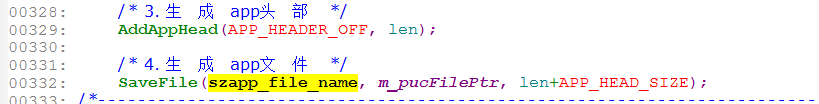 00328: /* 3.生 成 app头 部 */
00329: AddAppHead(APP_HEADER_OFF, len);
00330:
00331: /* 4.生 成 app文 件 */
00332: SaveFile(szapp_file_name, m_pucFilePtr, len+APP_HEAD_SIZE);
00333: /*------------------------------------------------------------------------------------------